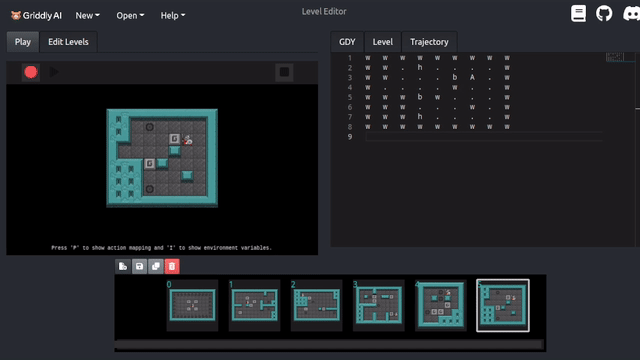 Griddly AI
New
Open
Help
Level Editor
Play
Edit Levels
GDY
Level
Trajectory
1 w w w w w w w w w
2 w w . h . . . . w
3 w w . . . b A . w
4 w . . . . w . . w
5 w w w b w . . . w
6 w w w . . . w . w
7 w w w h . . . . w
8 w w w w w w w w w
9
Press 'P' to show action mapping and 'I' to show environment variables.
0
1
2
3
4
5